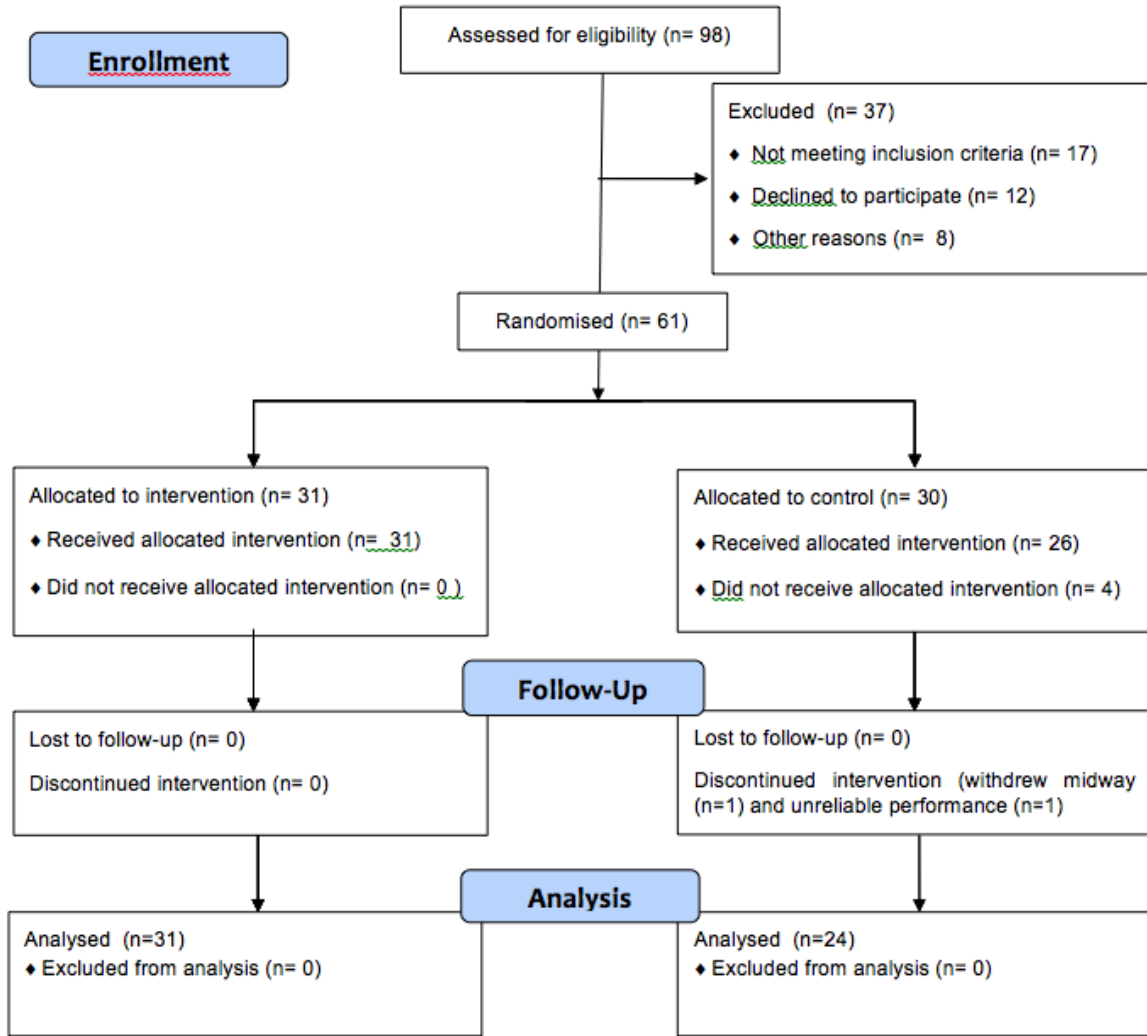 Assessed for eligibility (n= 98)
Enrollment
Excluded  (n= 37)
♦ Not meeting inclusion criteria (n= 17)
♦ Declined to participate (n= 12)
♦ Other reasons (n=  8)
Randomised (n= 61)
Allocated to intervention (n= 31)
♦ Received allocated intervention (n=  31)
♦ Did not receive allocated intervention (n= 0 )
Allocated to control (n= 30)
♦ Received allocated intervention (n= 26)
♦ Did not receive allocated intervention (n= 4)
Follow-Up
Lost to follow-up (n= 0)
Discontinued intervention (n= 0)
Lost to follow-up (n= 0)
Discontinued intervention (withdrew midway
(n=1) and unreliable performance (n=1)
Analysis
Analysed  (n=31)
♦ Excluded from analysis (n= 0)
Analysed  (n=24)
♦ Excluded from analysis (n= 0)